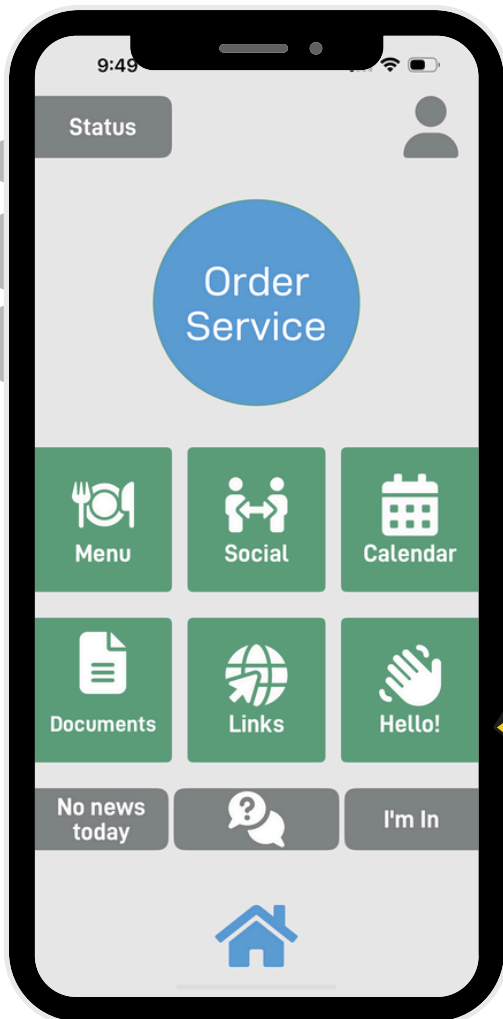 9:49
Status
Order
Service
Menu
Social
Calendar
Documents
Links
Hello!
No news
today
?
I'm In